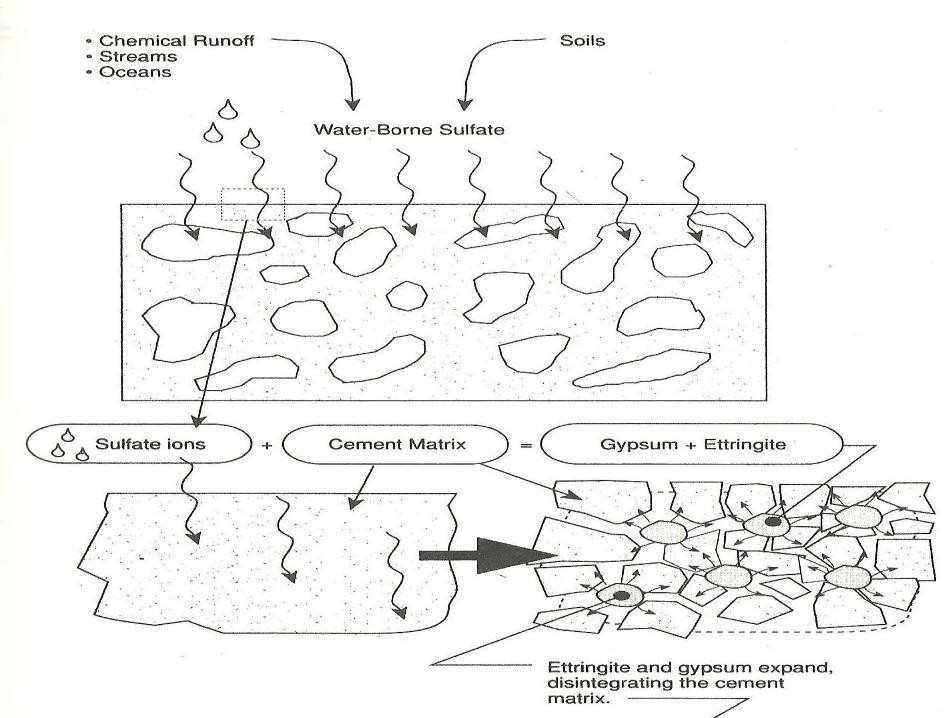 • Chemical Runoff
• Streams
• Oceans
Soils
Water-Borne Sulfate
Sulfate ions + Cement Matrix = Gypsum + Ettringite
Ettringite and gypsum expand,
disintegrating the cement
matrix.